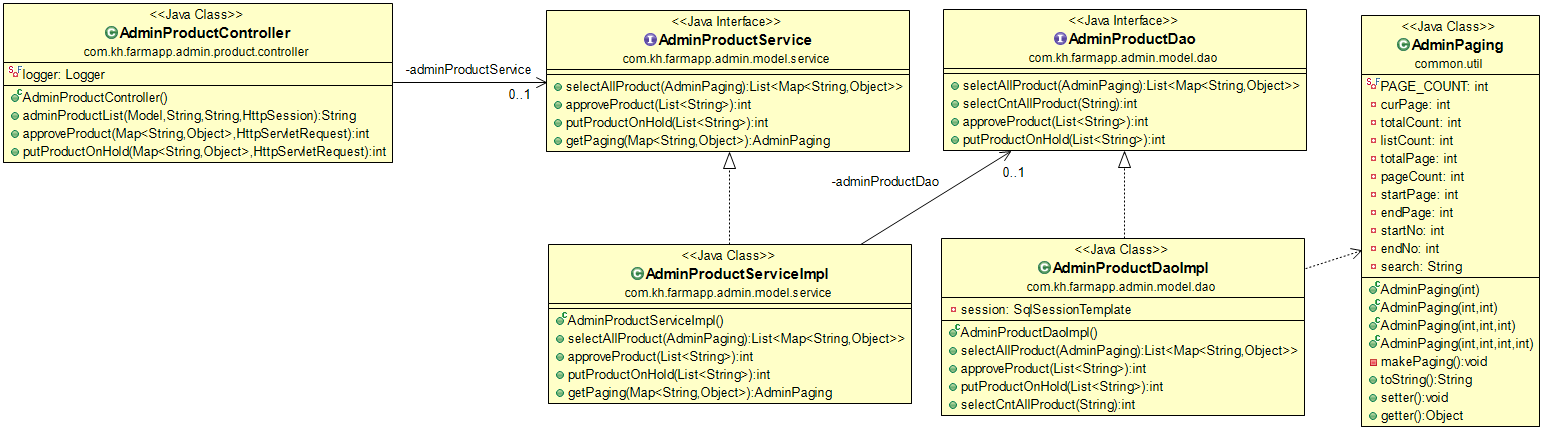 <<Java Class>>
AdminProductController
com.kh.farmapp.admin.product.controller
logger: Logger
AdminProductController()
adminProductList(Model,String,String,HttpSession):String
approveProduct(Map<String,Object>,HttpServletRequest):int
putProductOnHold(Map<String,Object>,HttpServletRequest):int
-adminProductService
0..1
<<Java Interface>>
AdminProductService
com.kh.farmapp.admin.model.service
selectAllProduct(AdminPaging):List<Map<String,Object>>
approveProduct(List<String>):int
putProductOnHold(List<String>):int
getPaging(Map<String,Object>):AdminPaging
<<Java Interface>>
AdminProductDao
com.kh.farmapp.admin.model.dao
selectAllProduct(AdminPaging):List<Map<String,Object>>
selectCntAllProduct(String):int
approveProduct(List<String>):int
putProductOnHold(List<String>):int
-adminProductDao
0..1
<<Java Class>>
AdminProductServiceImpl
com.kh.farmapp.admin.model.service
AdminProductServiceImpl()
selectAllProduct(AdminPaging):List<Map<String,Object>>
approveProduct(List<String>):int
putProductOnHold(List<String>):int
getPaging(Map<String,Object>):AdminPaging
<<Java Class>>
AdminProductDaoImpl
com.kh.farmapp.admin.model.dao
session: SqlSessionTemplate
AdminProductDaoImpl()
selectAllProduct(AdminPaging):List<Map<String,Object>>
approveProduct(List<String>):int
putProductOnHold(List<String>):int
selectCntAllProduct(String):int
<<Java Class>>
AdminPaging
common.util
PAGE_COUNT: int
curPage: int
totalCount: int
listCount: int
totalPage: int
pageCount: int
startPage: int
endPage: int
startNo: int
endNo: int
search: String
AdminPaging(int)
AdminPaging(int,int)
AdminPaging(int,int,int)
AdminPaging(int,int,int,int)
makePaging():void
toString():String
setter():void
getter():Object